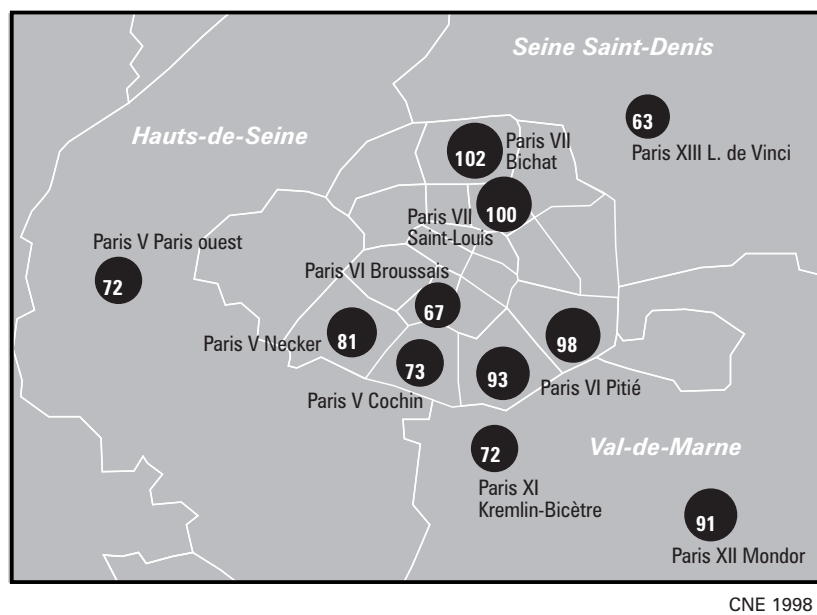 Seine Saint-Denis
Hauts-de-Seine
63
Paris XIII L. de Vinci
102
Paris VII
Bichat
100
Paris VII
Saint-Louis
Paris V Paris ouest
72
Paris VI Broussais
67
Paris V Necker
81
98
73
Paris V Cochin
93
Paris VI Pitié
72
Paris XI
Kremlin-Bicètre
Val-de-Marne
91
Paris XII Mondor
CNE 1998